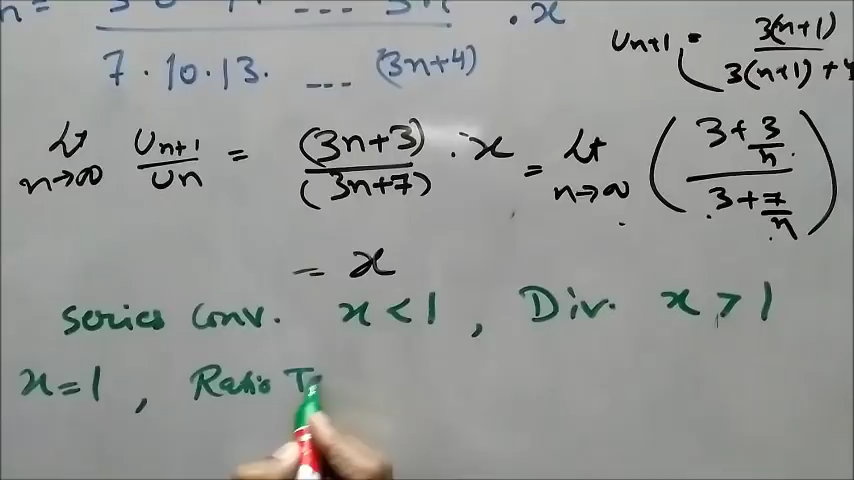 n =
. x
7 . 10 . 13 . --- (3n+4)
Un+1 = 3(n+1) / 3(n+1) + 4
Lt n→∞ Un+1 / Un = (3n+3) / (3n+7) . x = Lt n→∞ ( 3 + 3/n / 3 + 7/n )
= x
Series Conv. x < 1 , Div. x > 1
x = 1 , Ratio T